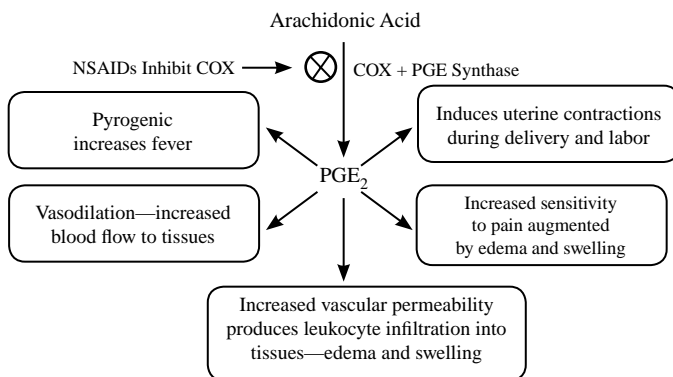 Arachidonic Acid
NSAIDs Inhibit COX
COX + PGE Synthase
Pyrogenic
increases fever
Induces uterine contractions
during delivery and labor
PGE₂
Vasodilation—increased
blood flow to tissues
Increased sensitivity
to pain augmented
by edema and swelling
Increased vascular permeability
produces leukocyte infiltration into
tissues—edema and swelling